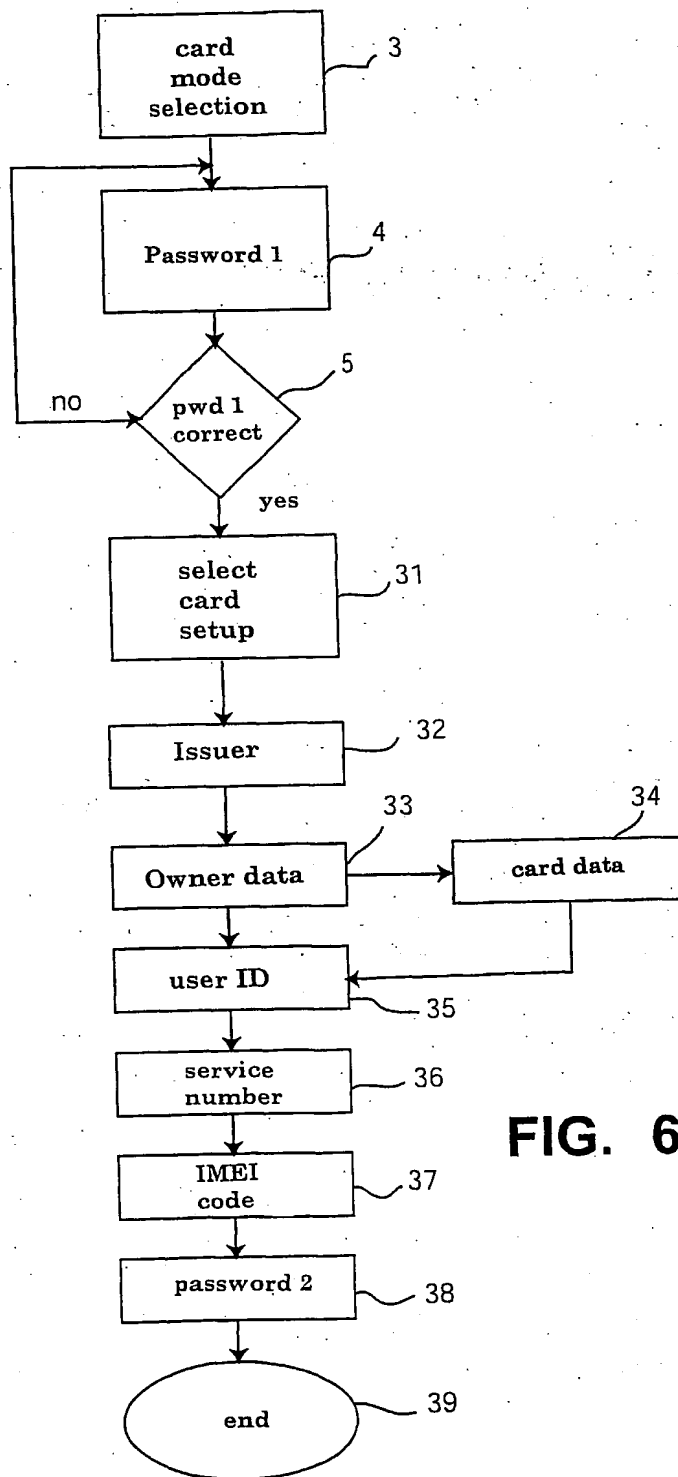 card
mode
selection
3
Password 1
4
5
pwd 1
correct
no
yes
select
card
setup
31
Issuer
32
Owner data
33
card data
34
user ID
35
service
number
36
FIG. 6
IMEI
code
37
password 2
38
end
39